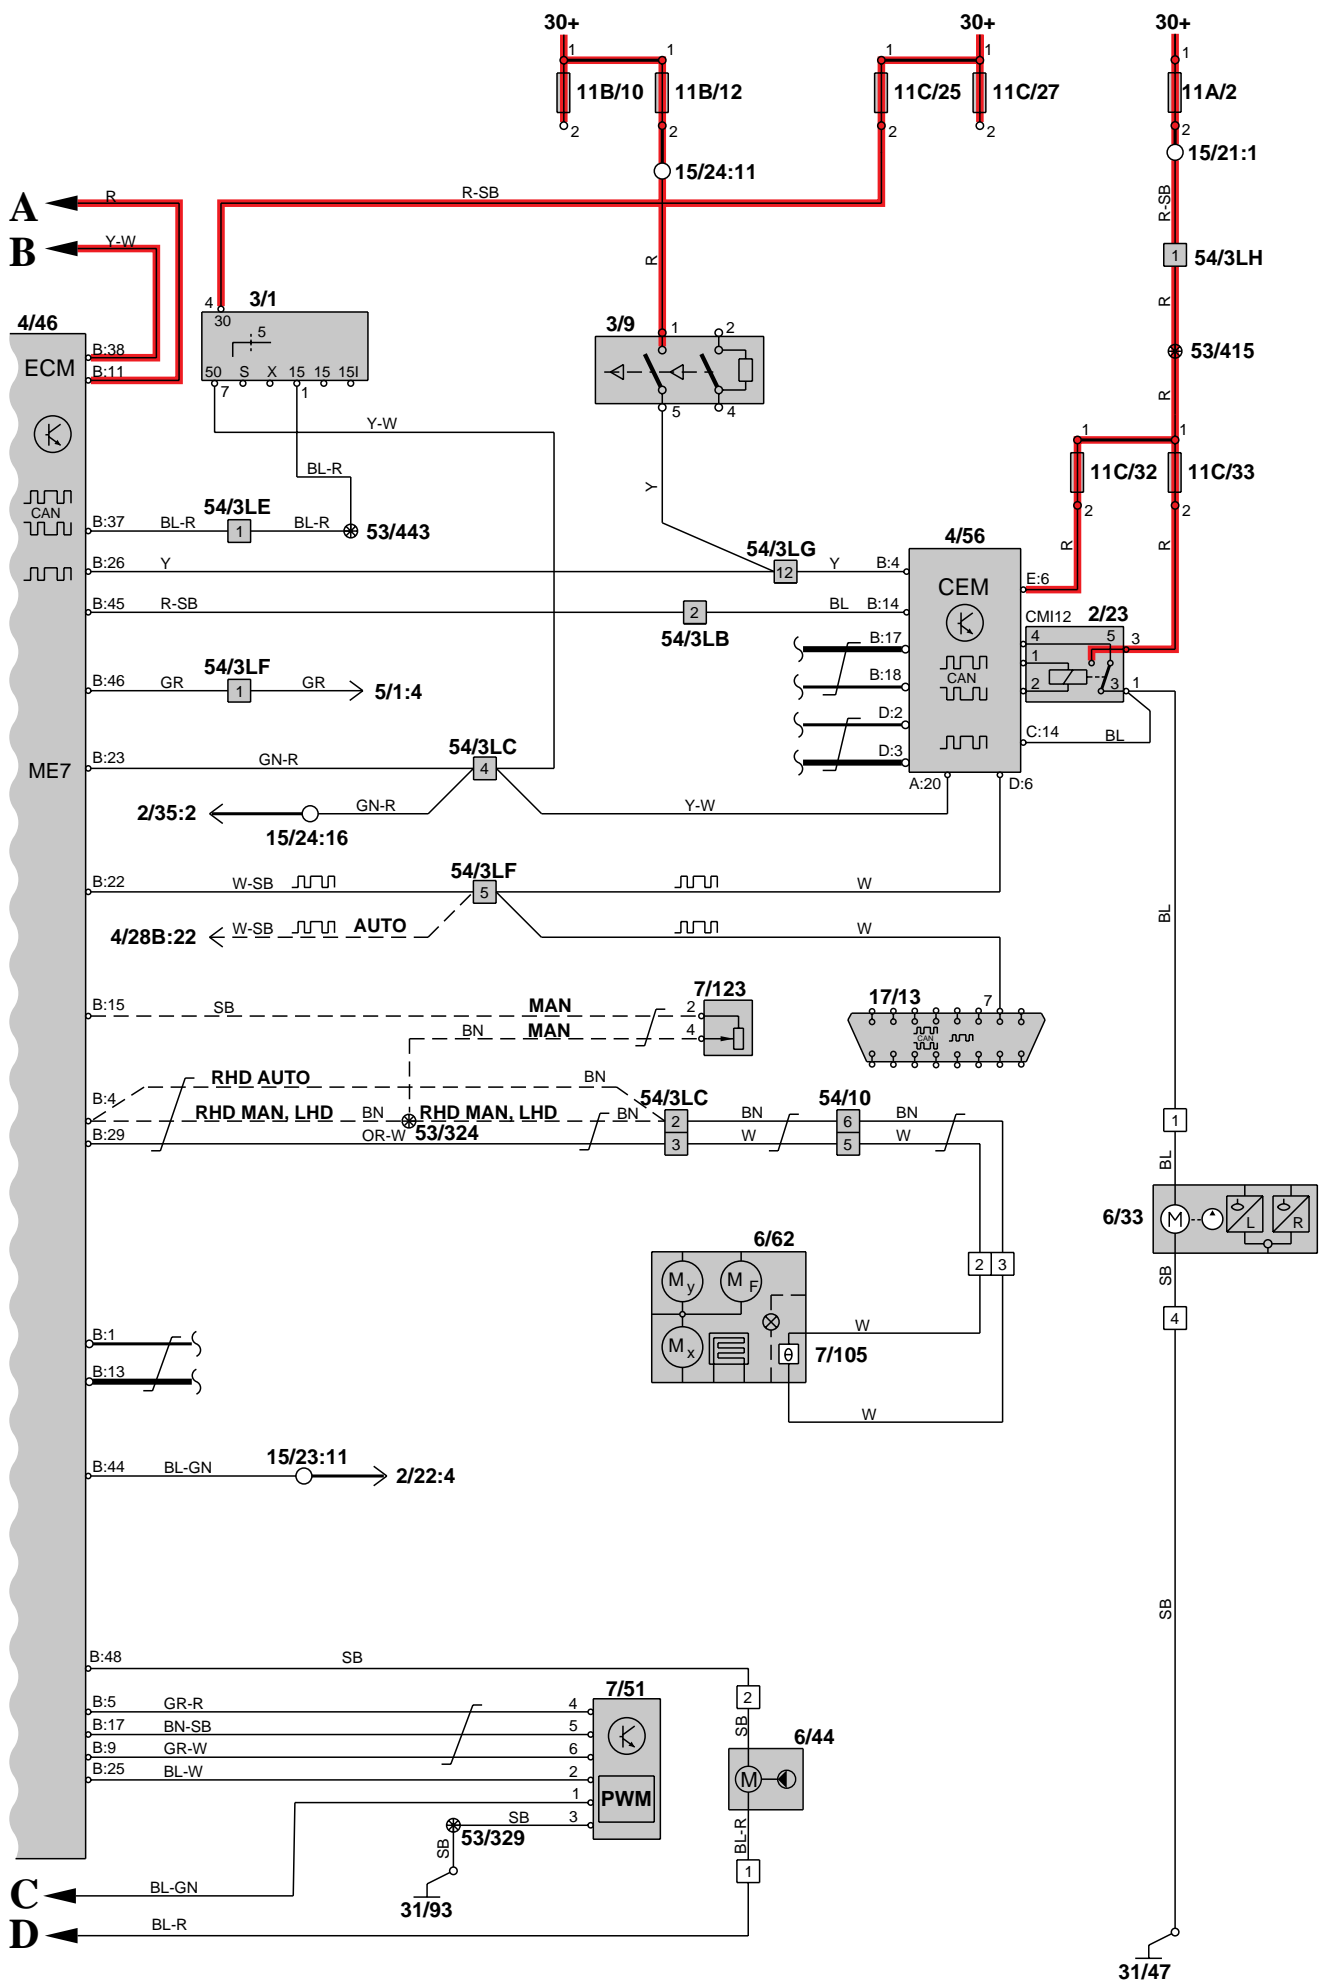 30+ 30+ 30+
1 1 1 1 1
11B/10 11B/12 11C/25 11C/27 11A/2
2 2 2 2 2
15/24:11 15/21:1
A R R-SB R-SB
B Y-W R 1 54/3LH
4 3/1 R
4/46 30 3/9 1 2
B:38 5 53/415
ECM B:11 50 S X 15 15 15I
7 1 5 4 R
Y-W 1 1
BL-R 11C/32 11C/33
CAN 54/3LE Y 2 2
B:37 BL-R 1 BL-R 53/443 4/56 R R
54/3LG
B:26 Y 12 Y B:4 CEM E:6
B:45 R-SB 2 BL B:14 CMI12 2/23
54/3LB B:17 4 5 3
54/3LF CAN 1
B:46 GR 1 GR 5/1:4 B:18 2 3 1
D:2
54/3LC C:14 BL
ME7 B:23 GN-R 4 D:3
A:20 D:6
2/35:2 GN-R Y-W
15/24:16
54/3LF
B:22 W-SB 5 W
BL
4/28B:22 W-SB AUTO W
7/123 17/13 7
B:15 SB MAN 2
BN MAN 4 CAN
RHD AUTO BN
B:4 54/3LC 54/10
RHD MAN, LHD BN RHD MAN, LHD BN 2 BN 6 BN 1
B:29 OR-W 53/324 3 W 5 W
BL
6/33 M L R
6/62
My MF 2 3 SB
W 4
B:1 Mx θ 7/105
B:13
W
15/23:11
B:44 BL-GN 2/22:4
SB
B:48 SB
7/51 2
B:5 GR-R 4 SB
B:17 BN-SB 5 6/44
B:9 GR-W 6
B:25 BL-W 2 M
1 PWM
SB 3 BL-R
53/329
SB 1
C BL-GN
31/93
D BL-R
31/47